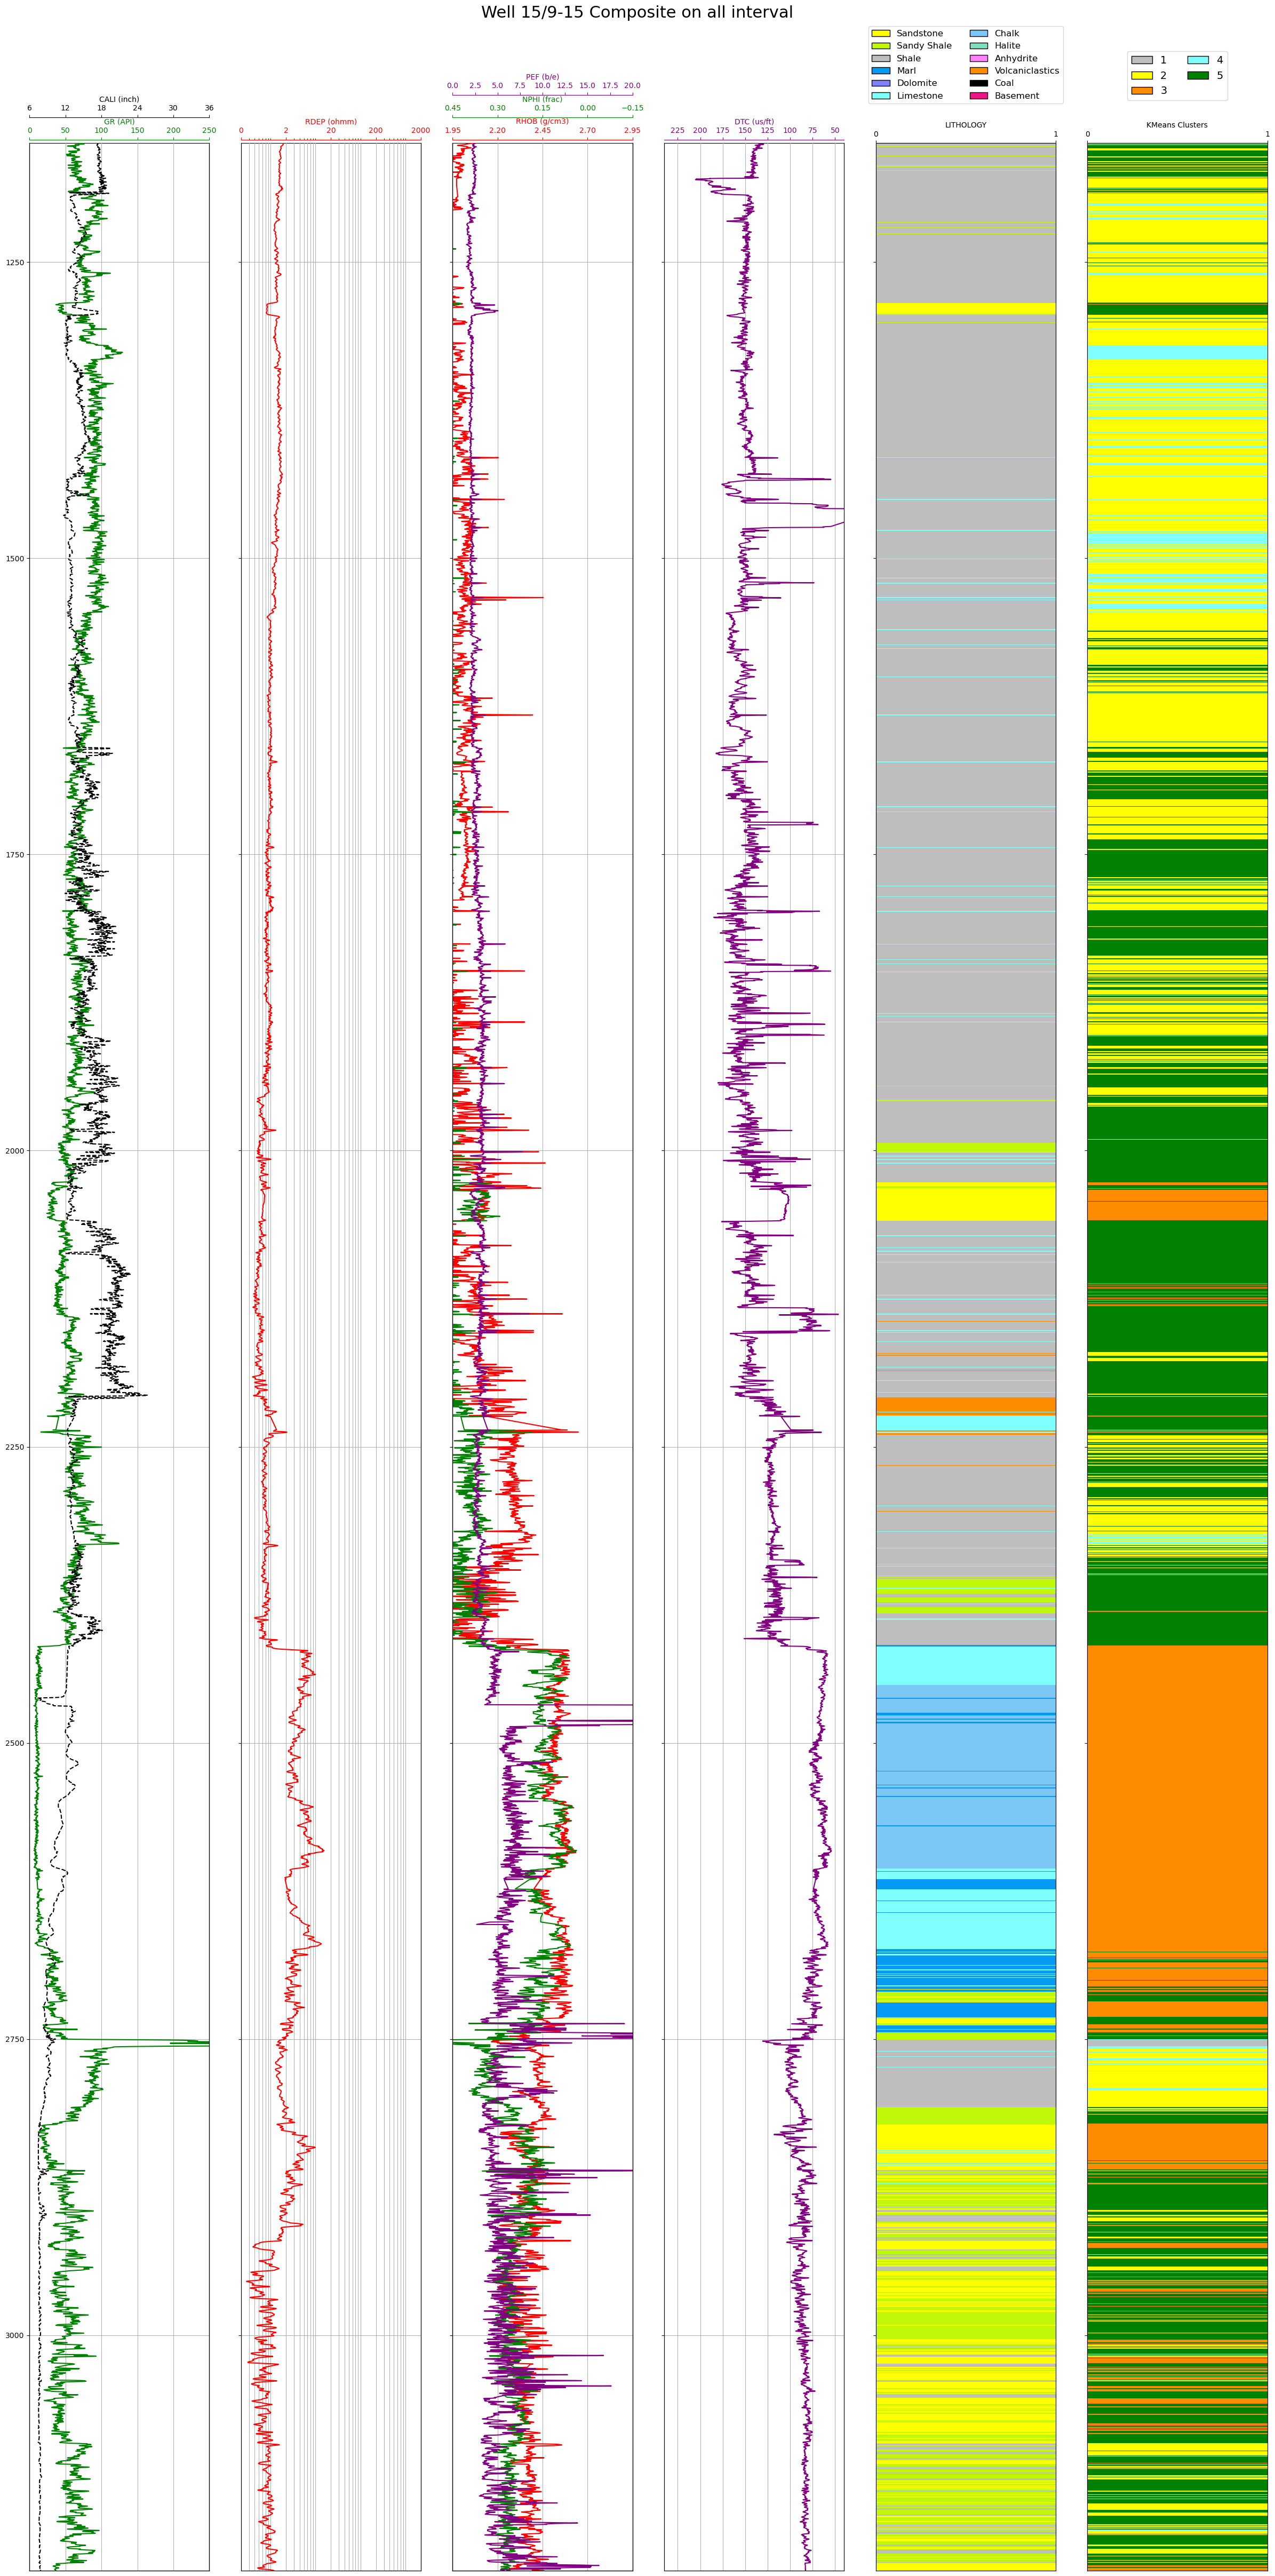 Well 15/9-15 Composite on all interval
Sandstone Chalk
Sandy Shale Halite
Shale Anhydrite
Marl Volcaniclastics
Dolomite Coal
Limestone Basement
1 4
2 5
3
PEF (b/e)
0.0 2.5 5.0 7.5 10.0 12.5 15.0 17.5 20.0
CALI (inch) NPHI (frac)
6 12 18 24 30 36 0.45 0.30 0.15 0.00 −0.15
GR (API) RDEP (ohmm) RHOB (g/cm3) DTC (us/ft) LITHOLOGY KMeans Clusters
0 50 100 150 200 250 0 2 20 200 2000 1.95 2.20 2.45 2.70 2.95 225 200 175 150 125 100 75 50 0 1 0 1
1250
1500
1750
2000
2250
2500
2750
3000